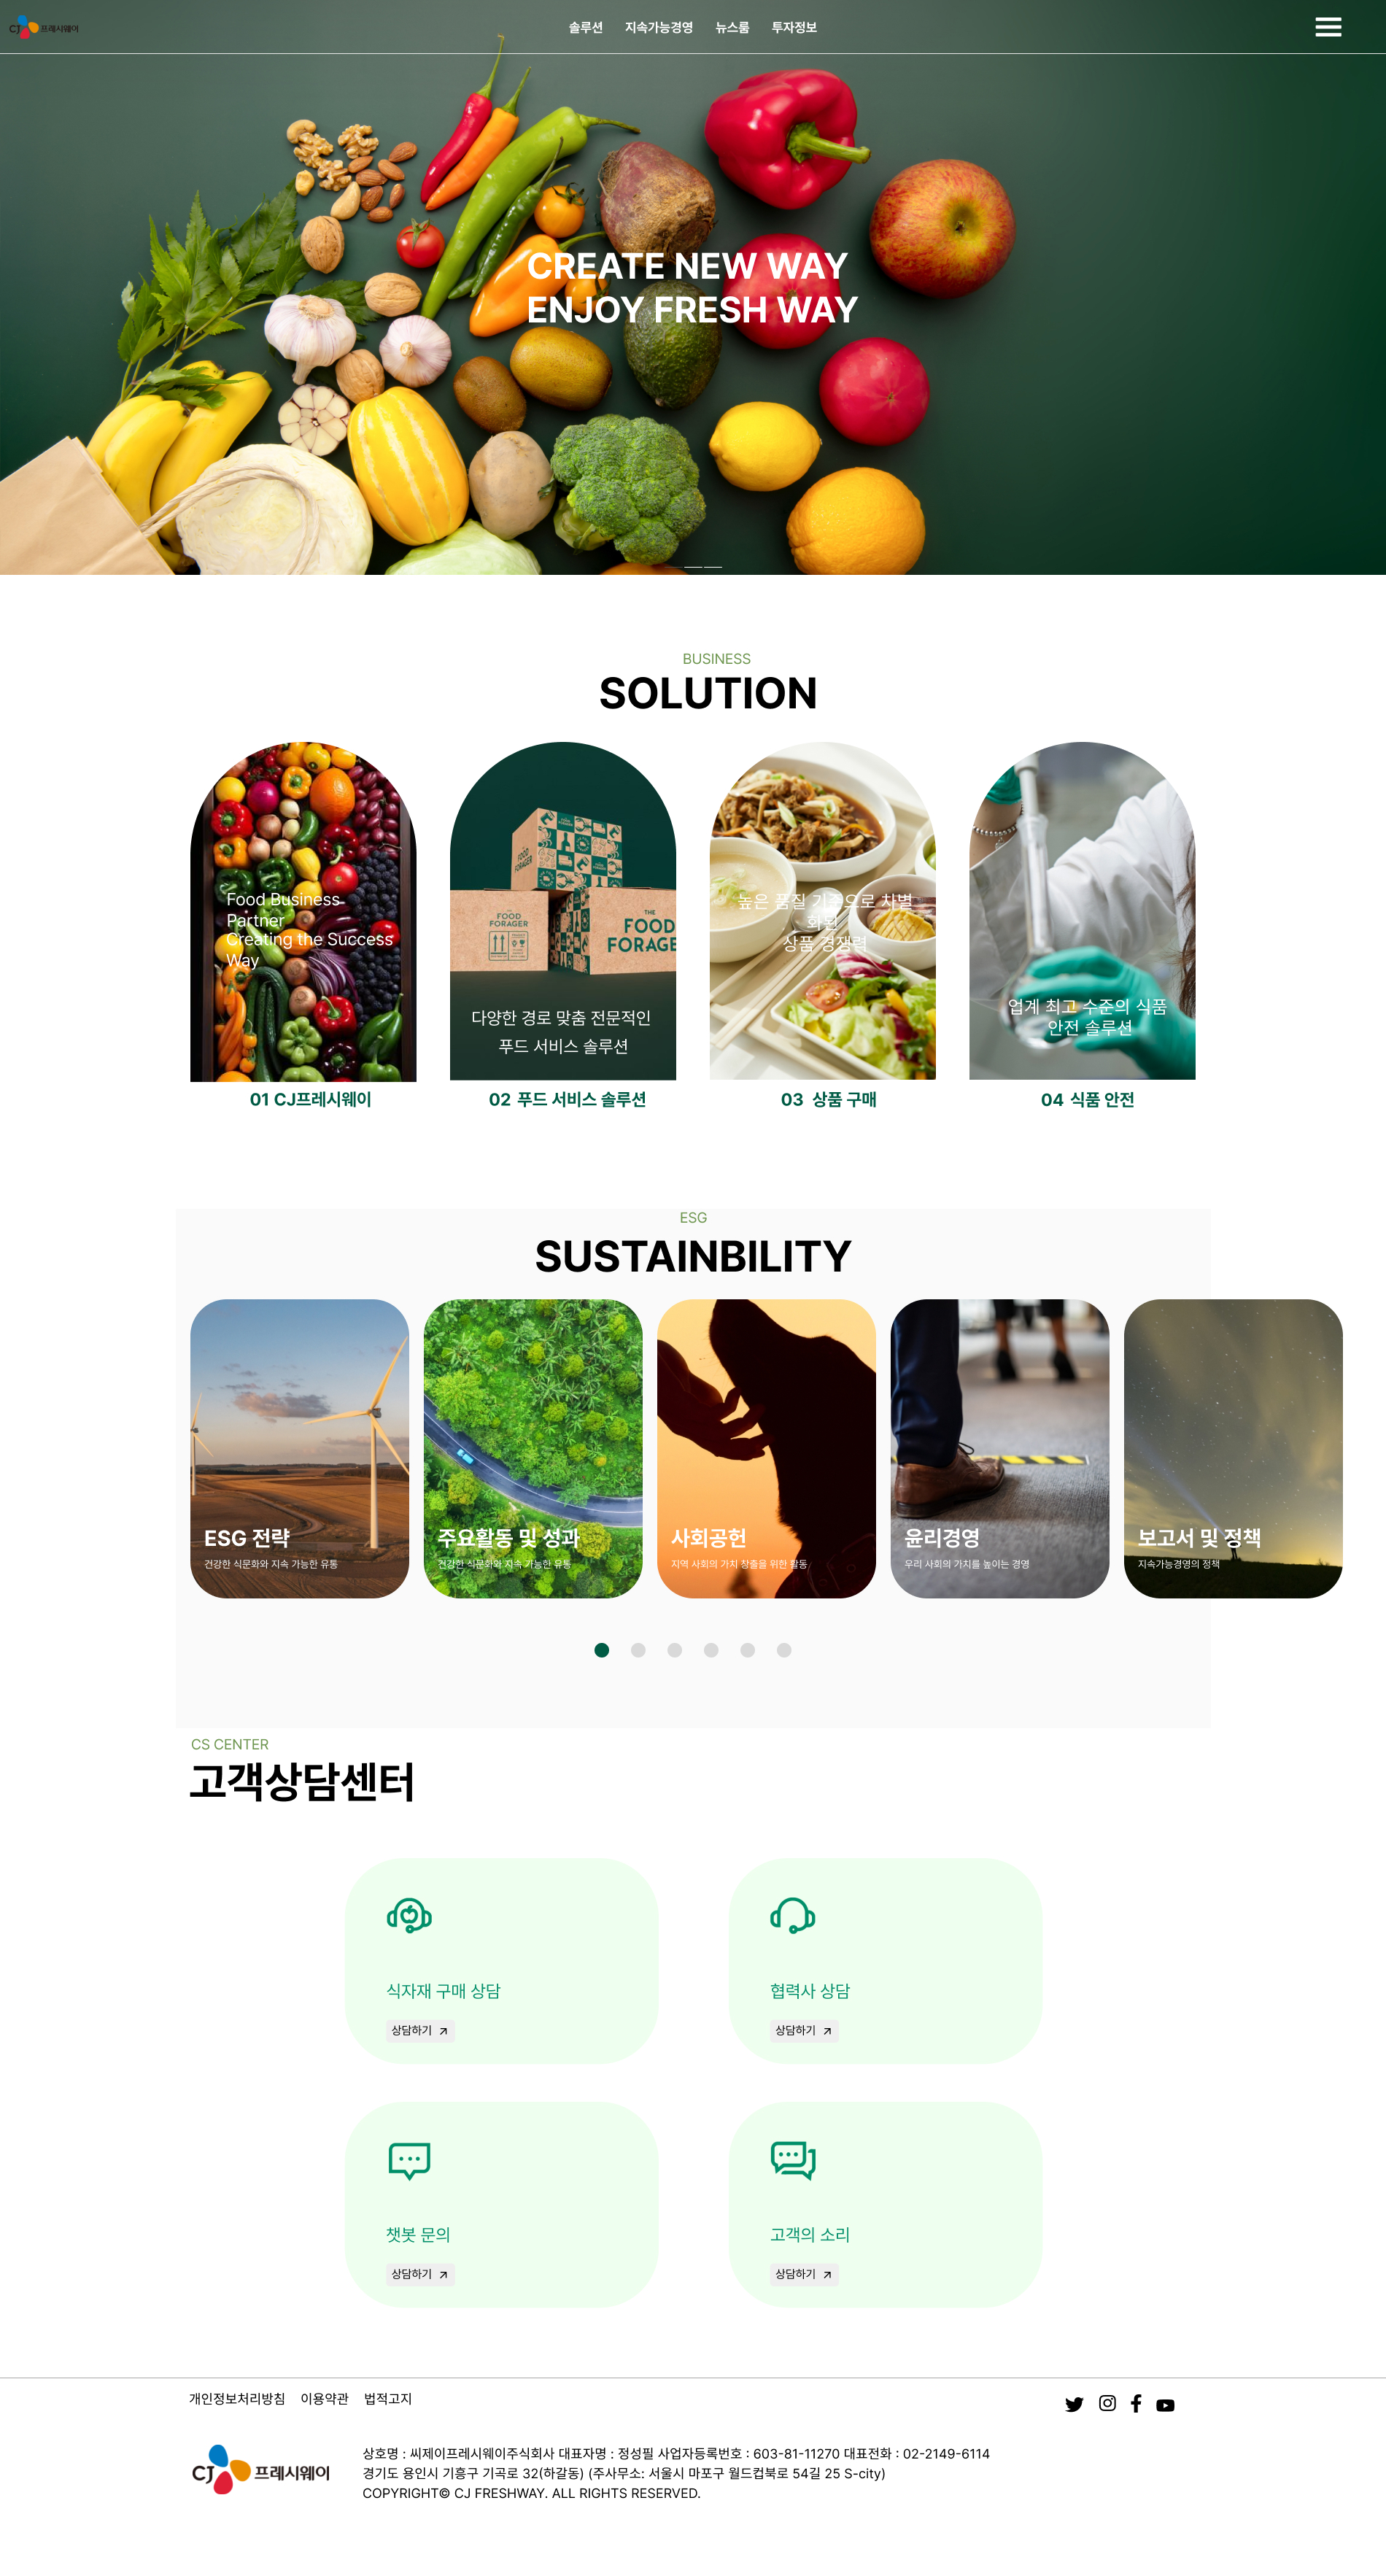 CJ 프레시웨이
솔루션 지속가능경영 뉴스룸 투자정보
CREATE NEW WAY
ENJOY FRESH WAY
BUSINESS
SOLUTION
Food Business
Partner
Creating the Success
Way
FOOD
FORAGER
THE
FOOD
FORAGER
다양한 경로 맞춤 전문적인
푸드 서비스 솔루션
높은 품질 기준으로 차별
화된
상품 경쟁력
업계 최고 수준의 식품
안전 솔루션
01 CJ프레시웨이
02 푸드 서비스 솔루션
03 상품 구매
04 식품 안전
ESG
SUSTAINBILITY
ESG 전략
건강한 식문화와 지속 가능한 유통
주요활동 및 성과
건강한 식문화와 지속 가능한 유통
사회공헌
지역 사회의 가치 창출을 위한 활동
윤리경영
우리 사회의 가치를 높이는 경영
보고서 및 정책
지속가능경영의 정책
CS CENTER
고객상담센터
식자재 구매 상담
상담하기
협력사 상담
상담하기
챗봇 문의
상담하기
고객의 소리
상담하기
개인정보처리방침 이용약관 법적고지
CJ 프레시웨이
상호명 : 씨제이프레시웨이주식회사 대표자명 : 정성필 사업자등록번호 : 603-81-11270 대표전화 : 02-2149-6114
경기도 용인시 기흥구 기곡로 32(하갈동) (주사무소: 서울시 마포구 월드컵북로 54길 25 S-city)
COPYRIGHT© CJ FRESHWAY. ALL RIGHTS RESERVED.